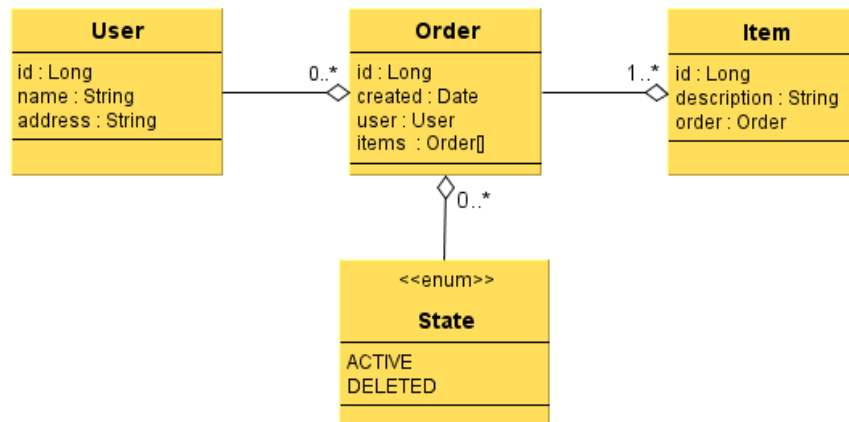 User
id : Long
name : String
address : String
0..*
Order
id : Long
created : Date
user : User
items : Order[]
1..*
Item
id : Long
description : String
order : Order
0..*
<<enum>>
State
ACTIVE
DELETED